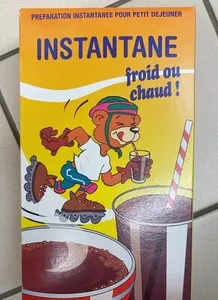 PREPARATION INSTANTANEE POUR PETIT DEJEUNER
INSTANTANE
froid ou
chaud !